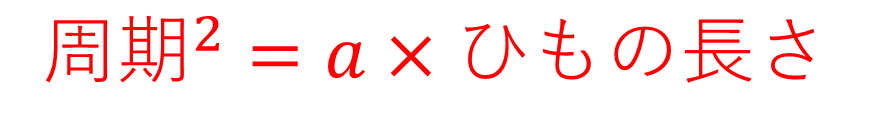 周期² = a × ひもの長さ